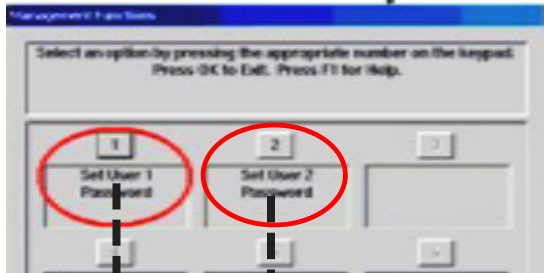 Management Functions
Select an option by pressing the appropriate number on the keypad.
Press OK to Exit. Press F1 for Help.
1
2
3
Set User 1
Password
Set User 2
Password